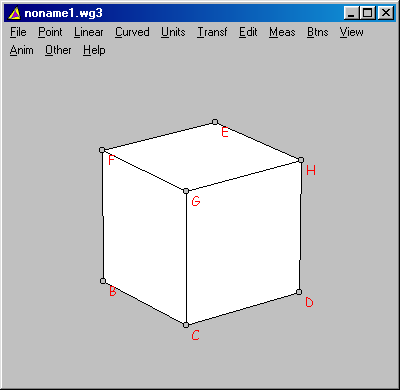 noname1.wg3
File Point Linear Curved Units Transf Edit Meas Btns View
Anim Other Help
E
F
H
G
B
D
C